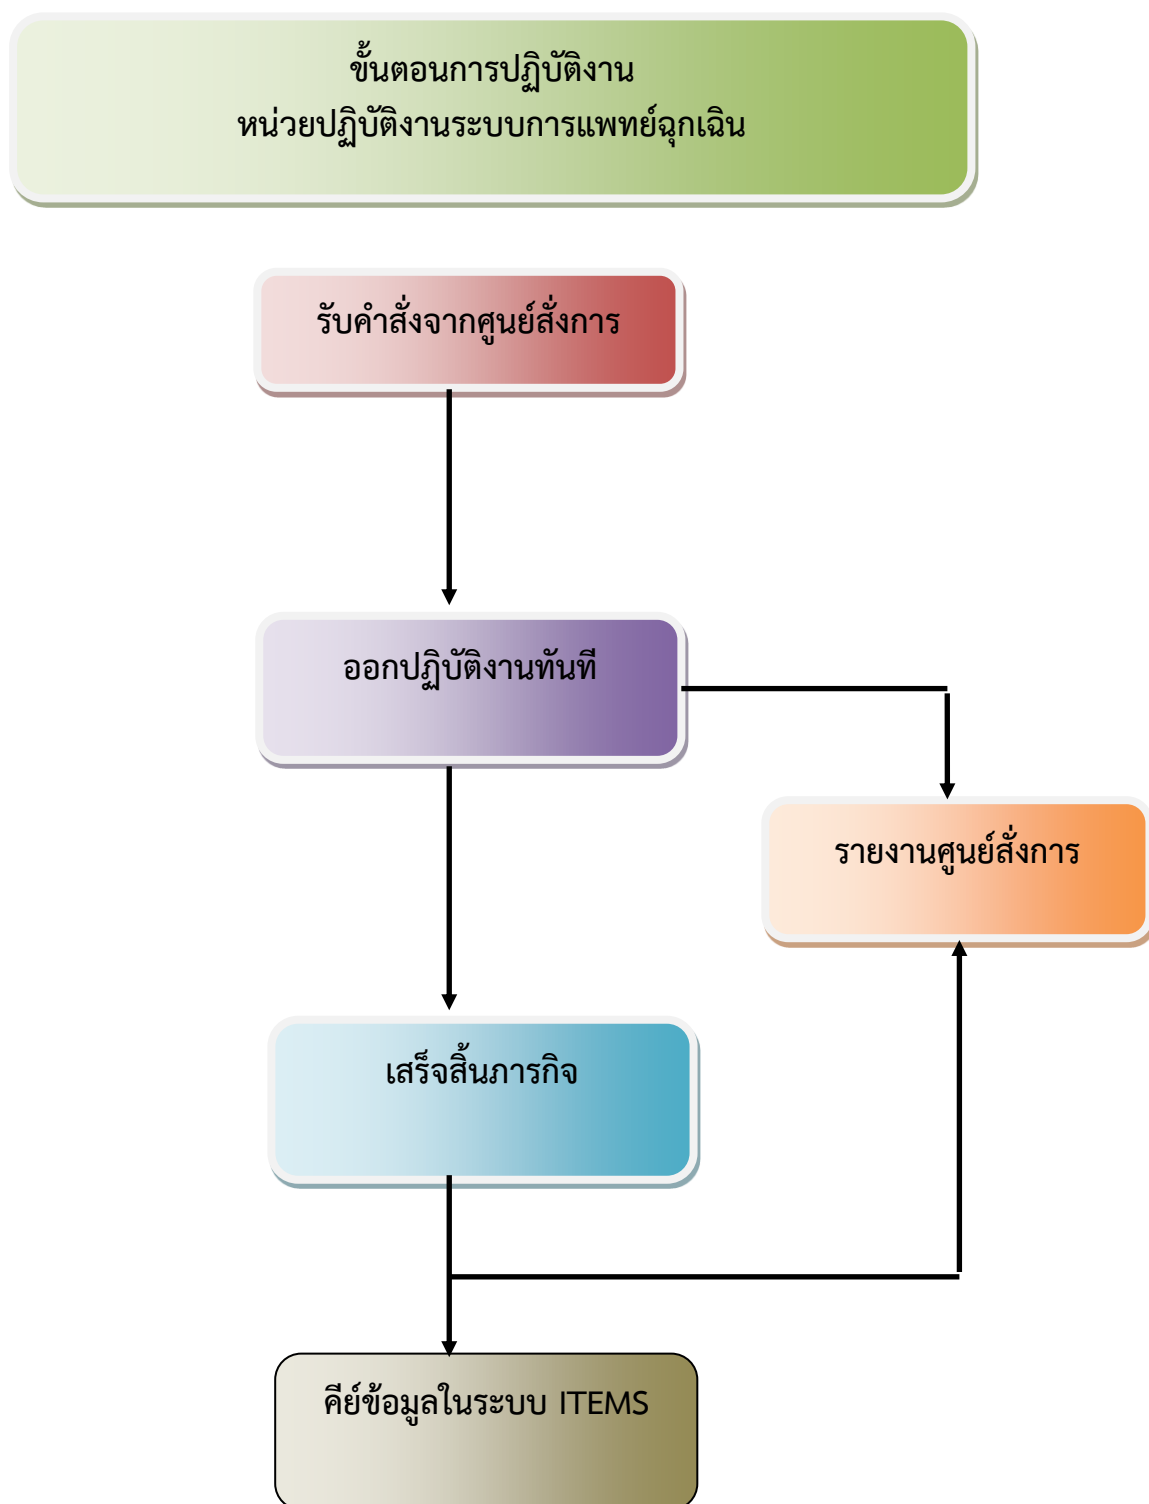 ขั้นตอนการปฏิบัติงาน
หน่วยปฏิบัติงานระบบการแพทย์ฉุกเฉิน
รับคำสั่งจากศูนย์สั่งการ
ออกปฏิบัติงานทันที
รายงานศูนย์สั่งการ
เสร็จสิ้นภารกิจ
คีย์ข้อมูลในระบบ ITEMS